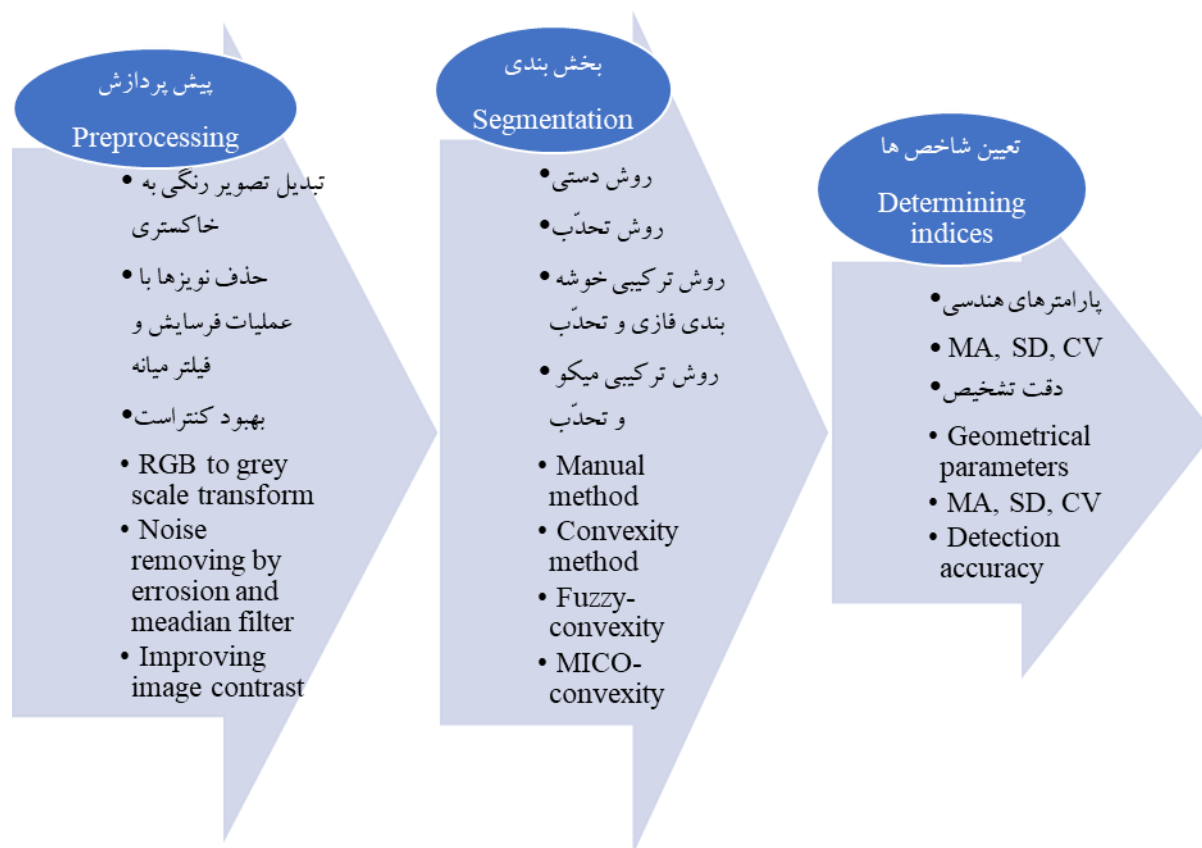 پیش پردازش
Preprocessing
• تبدیل تصویر رنگی به
خاکستری
• حذف نویزها با
عملیات فرسایش و
فیلتر میانه
• بهبود کنتراست
• RGB to grey
scale transform
• Noise
removing by
errosion and
meadian filter
• Improving
image contrast
بخش بندی
Segmentation
• روش دستی
• روش تحدّب
• روش ترکیبی خوشه
بندی فازی و تحدّب
• روش ترکیبی میکو
و تحدّب
• Manual
method
• Convexity
method
• Fuzzy-
convexity
• MICO-
convexity
تعیین شاخص ها
Determining
indices
• پارامترهای هندسی
• MA, SD, CV
• دقت تشخیص
• Geometrical
parameters
• MA, SD, CV
• Detection
accuracy